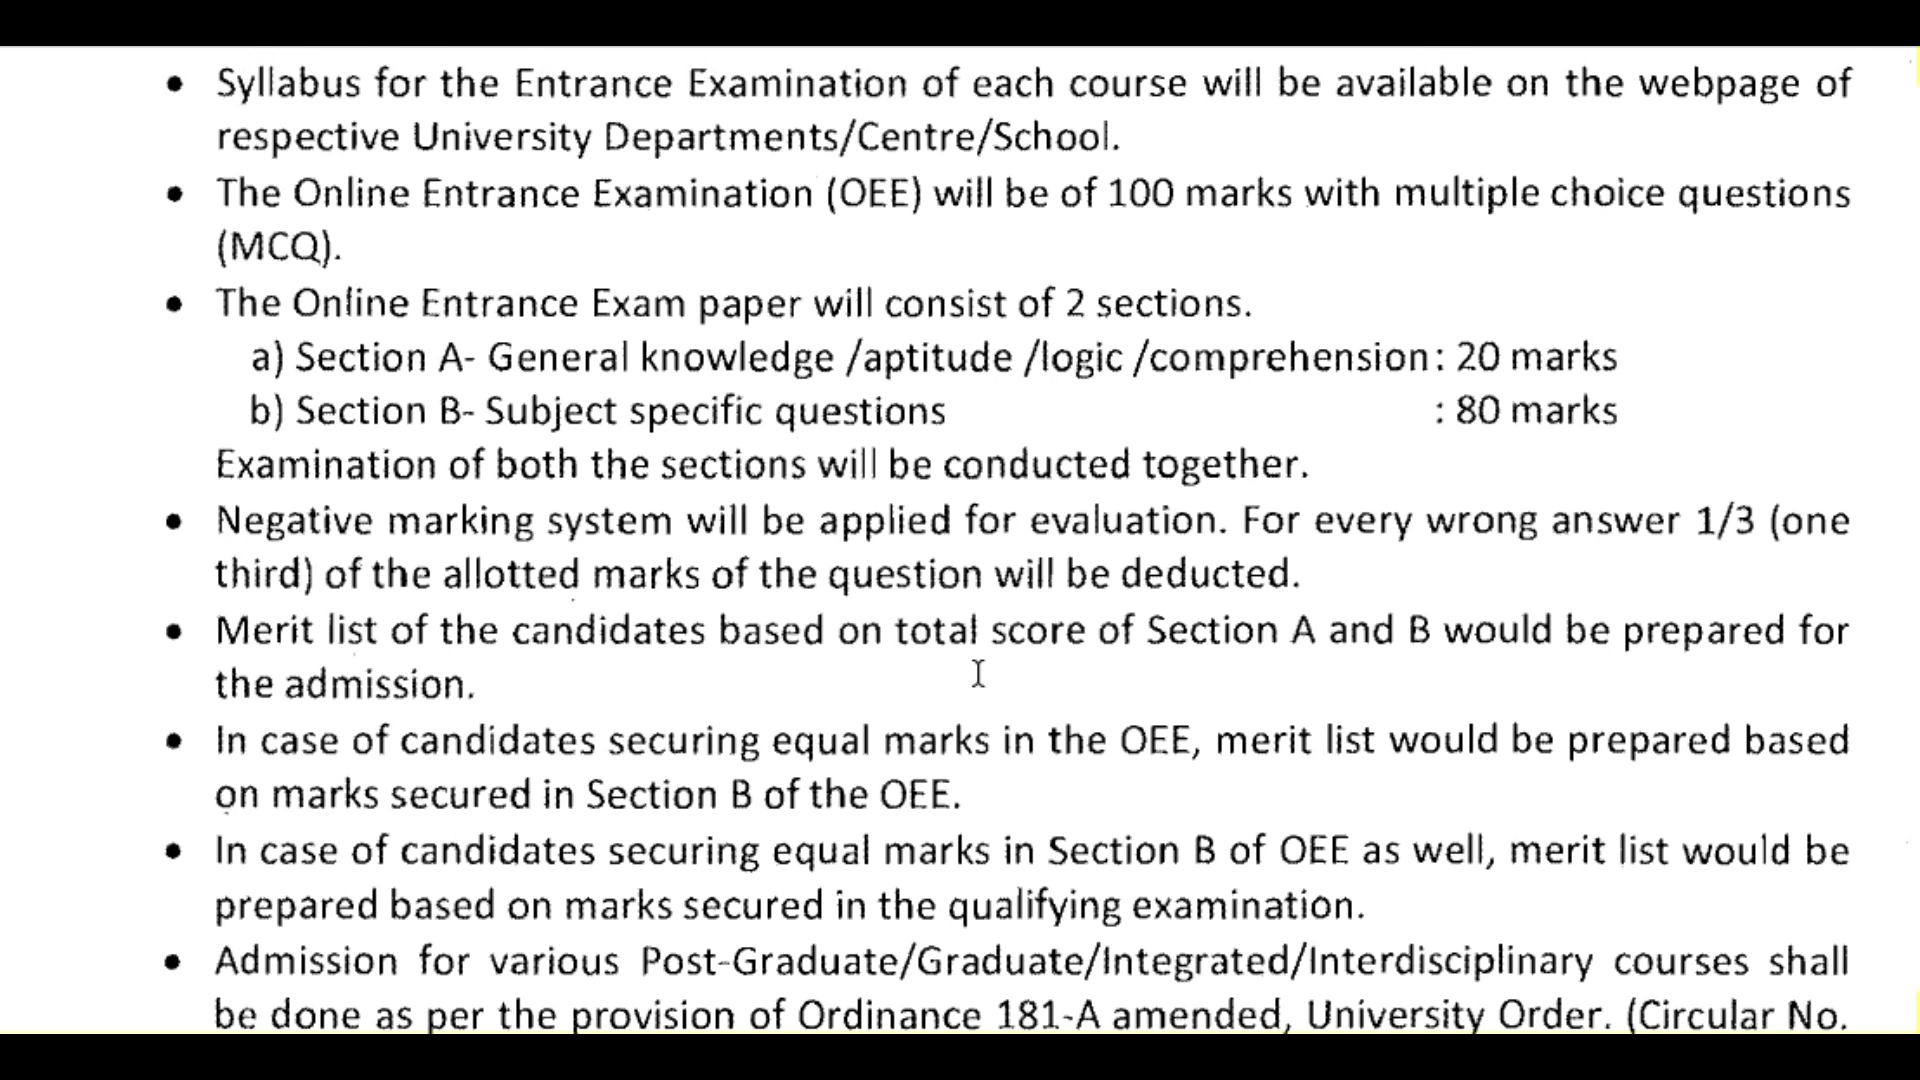 • Syllabus for the Entrance Examination of each course will be available on the webpage of
respective University Departments/Centre/School.
• The Online Entrance Examination (OEE) will be of 100 marks with multiple choice questions
(MCQ).
• The Online Entrance Exam paper will consist of 2 sections.
a) Section A- General knowledge /aptitude /logic /comprehension: 20 marks
b) Section B- Subject specific questions : 80 marks
Examination of both the sections will be conducted together.
• Negative marking system will be applied for evaluation. For every wrong answer 1/3 (one
third) of the allotted marks of the question will be deducted.
• Merit list of the candidates based on total score of Section A and B would be prepared for
the admission.
• In case of candidates securing equal marks in the OEE, merit list would be prepared based
on marks secured in Section B of the OEE.
• In case of candidates securing equal marks in Section B of OEE as well, merit list would be
prepared based on marks secured in the qualifying examination.
• Admission for various Post-Graduate/Graduate/Integrated/Interdisciplinary courses shall
be done as per the provision of Ordinance 181-A amended, University Order. (Circular No.